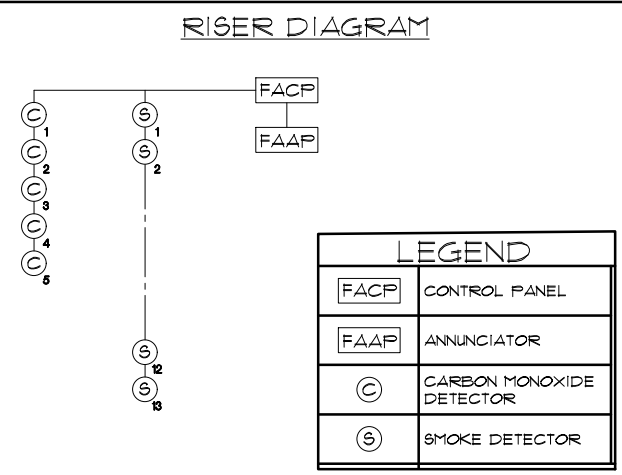 RISER DIAGRAM
FACP
FAAP
C
1
C
2
C
3
C
4
C
5
S
1
S
2
S
12
S
13
LEGEND
FACP CONTROL PANEL
FAAP ANNUNCIATOR
C CARBON MONOXIDE
DETECTOR
S SMOKE DETECTOR